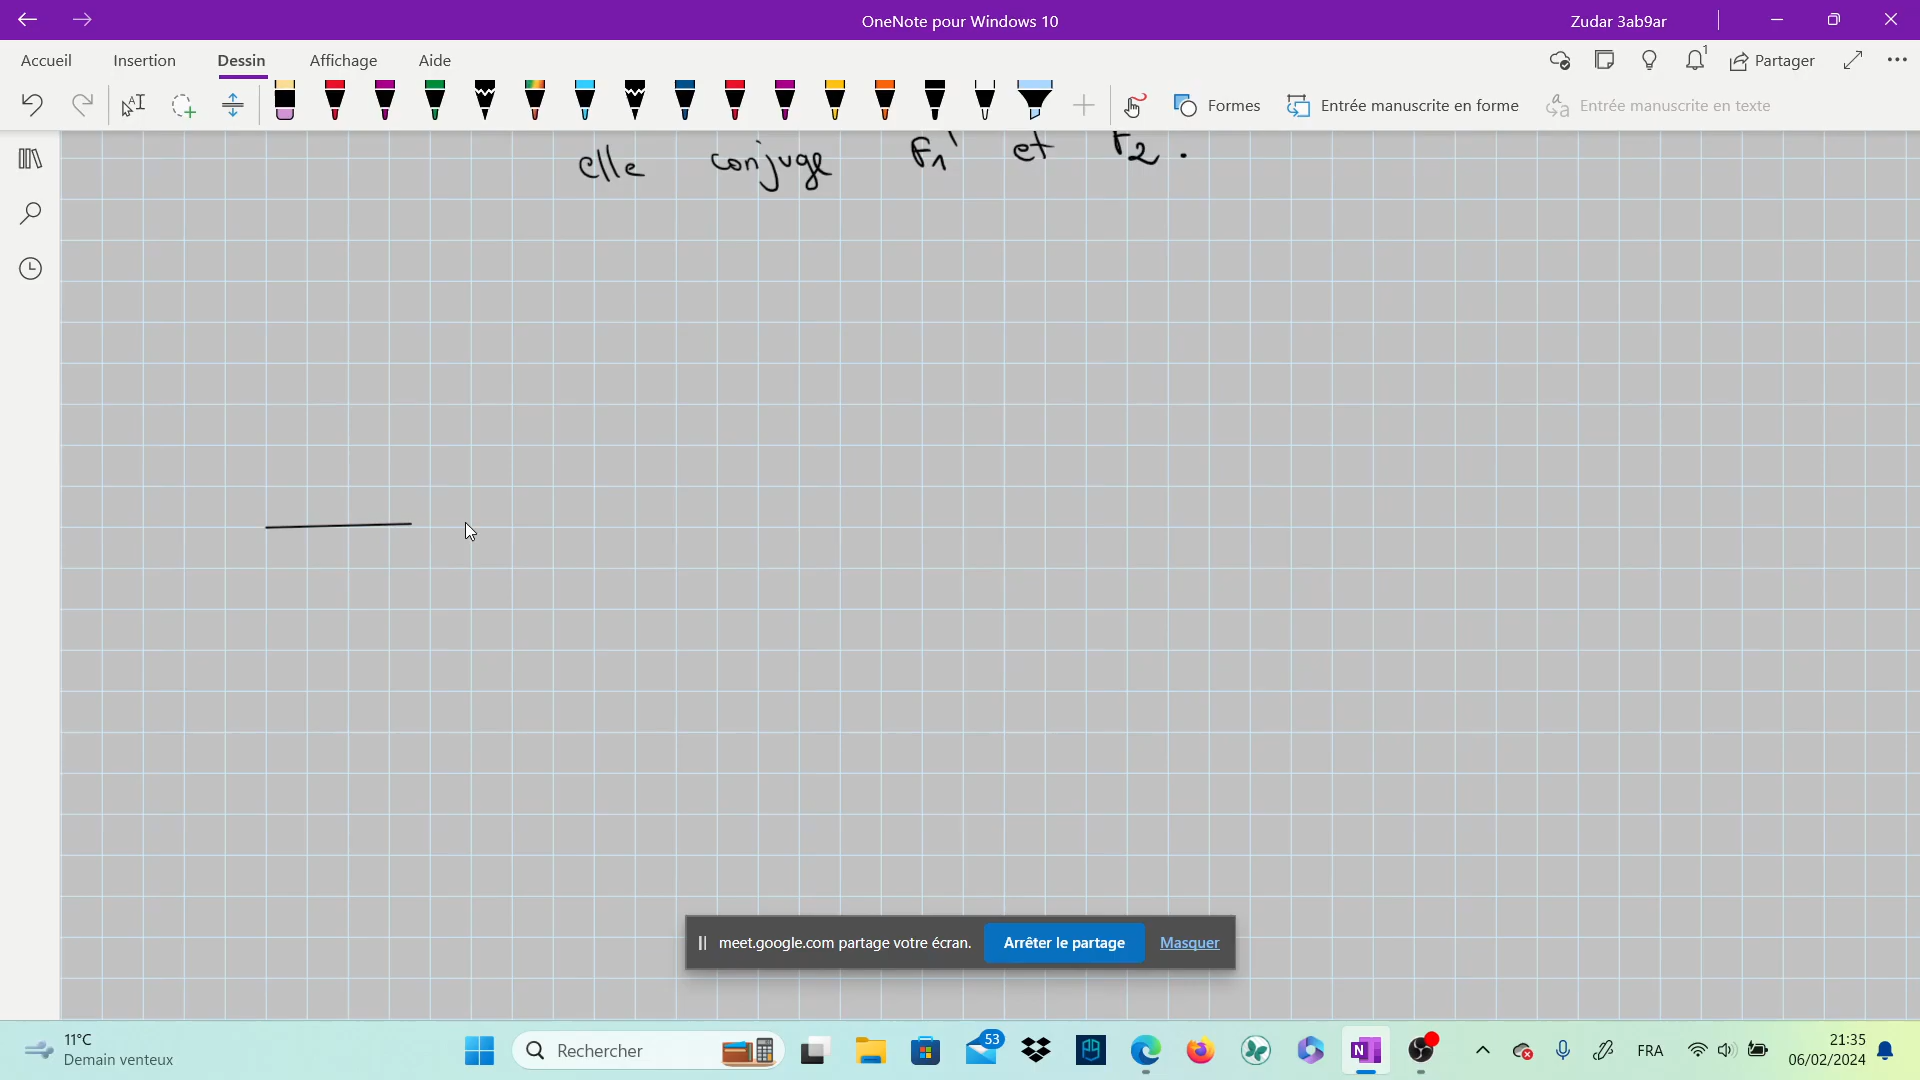 OneNote pour Windows 10
Zudar 3ab9ar
Accueil Insertion Dessin Affichage Aide
1
Partager
Formes
Entrée manuscrite en forme
Entrée manuscrite en texte
elle conjuge F1' et F2 .
meet.google.com partage votre écran.
Arrêter le partage
Masquer
11°C
Demain venteux
Rechercher
53
FRA
21:35
06/02/2024